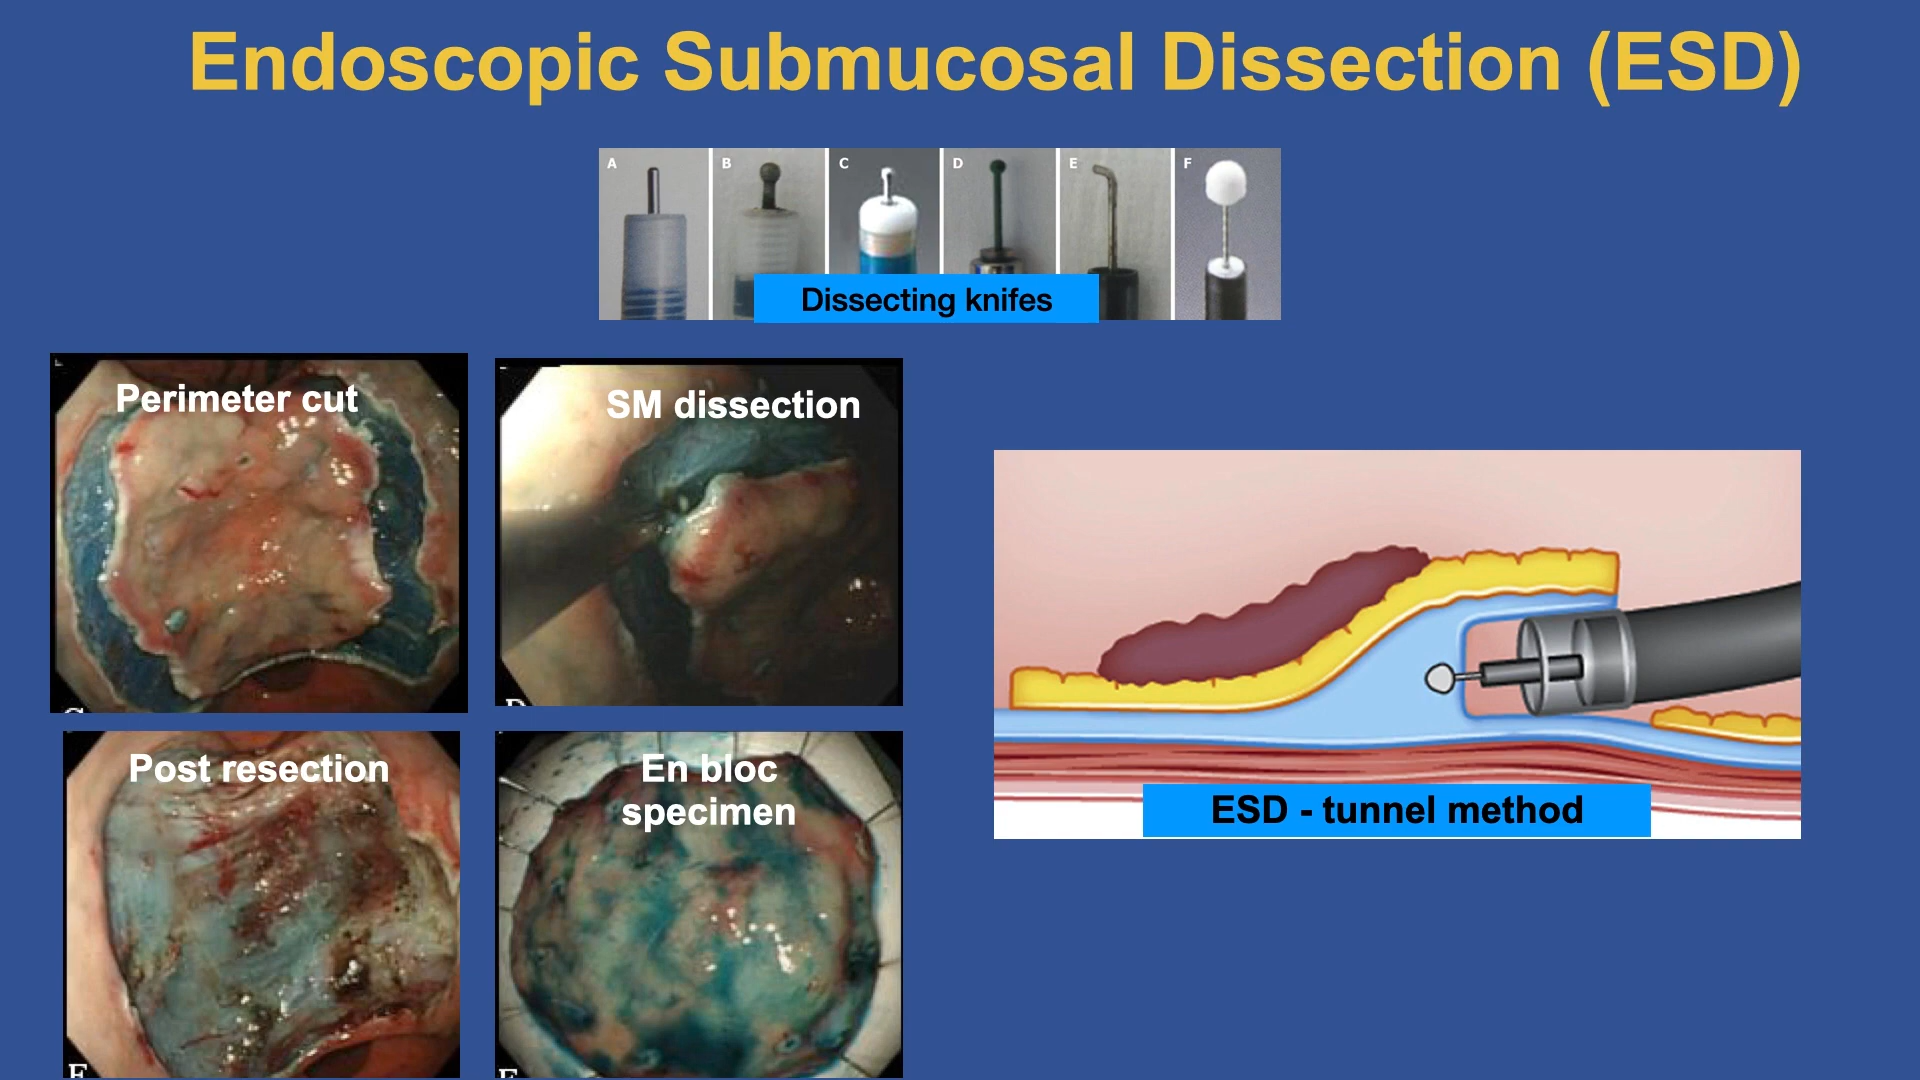 Endoscopic Submucosal Dissection (ESD)
A B C D E F
Dissecting knifes
Perimeter cut
SM dissection
Post resection
En bloc
specimen
ESD - tunnel method